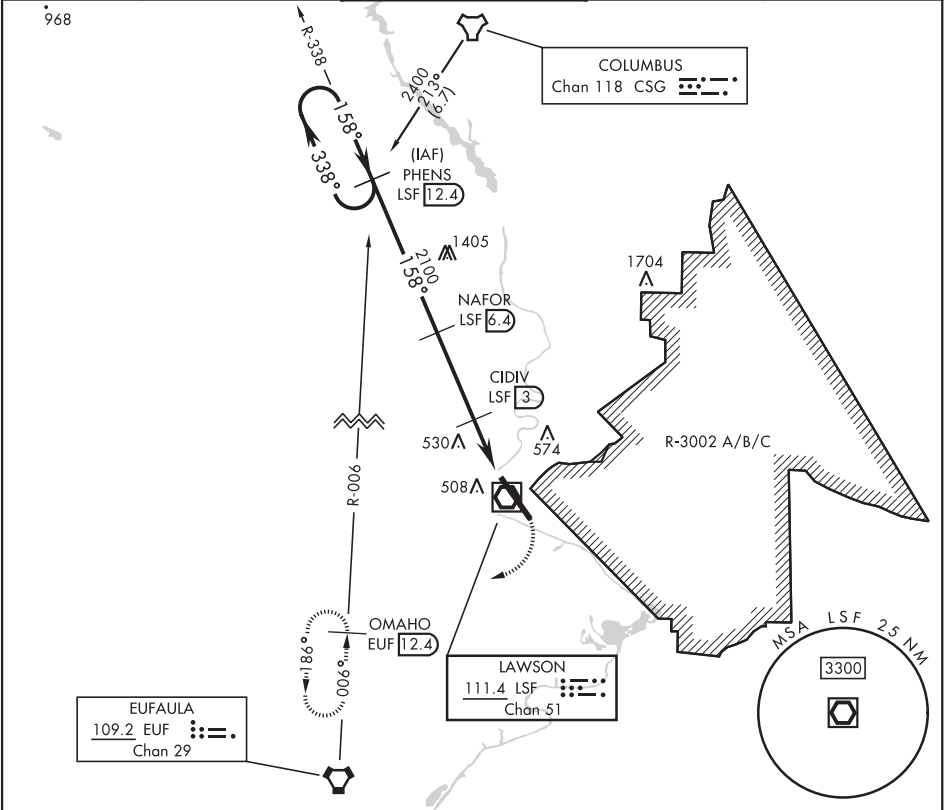 968
R-338
COLUMBUS
Chan 118 CSG
2400
213°
(6.7)
158°
338°
(IAF)
PHENS
LSF 12.4
2100
158°
1405
1704
NAFOR
LSF 6.4
CIDIV
LSF 3
530
574
R-3002 A/B/C
508
R-006
OMAHO
EUF 12.4
186°
006°
LAWSON
111.4 LSF
Chan 51
EUFAULA
109.2 EUF
Chan 29
MSA LSF 25 NM
3300